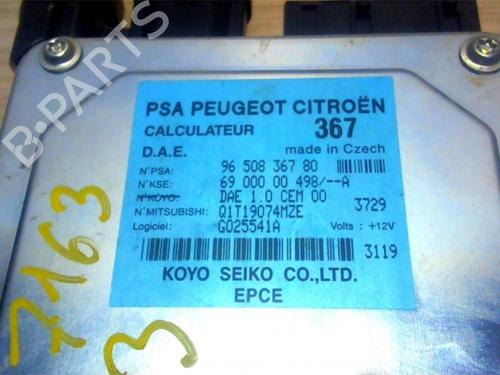 B-PARTS
PSA PEUGEOT CITROËN
CALCULATEUR 367
D.A.E. made in Czech
N°PSA: 96 508 367 80
N°KSE: 69 000 00 498/--A
N°KOYO: DAE 1.0 CEM 00
N°MITSUBISHI: Q1T19074MZE 3729
Logiciel: G025541A Volts : +12V
3119
KOYO SEIKO CO.,LTD.
EPCE
7163
3